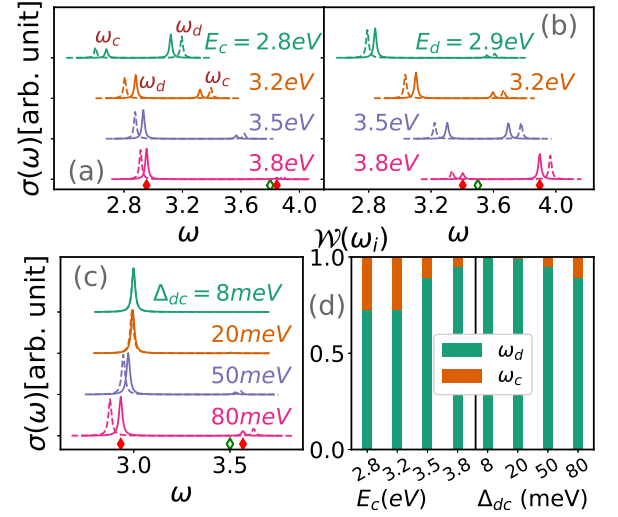 σ(ω)[arb. unit]
ω_c
ω_d
E_c = 2.8eV
ω_d
ω_c
3.2eV
3.5eV
3.8eV
(a)
2.8
3.2
3.6
4.0
ω
(b)
E_d = 2.9eV
3.2eV
3.5eV
3.8eV
2.8
3.2
3.6
4.0
ω
σ(ω)[arb. unit]
(c)
Δ_dc = 8meV
20meV
50meV
80meV
3.0
3.5
ω
𝒲(ω_i)
1.0
0.5
0.0
(d)
ω_d
ω_c
2.8
3.2
3.5
3.8
8
20
50
80
E_c(eV)
Δ_dc (meV)